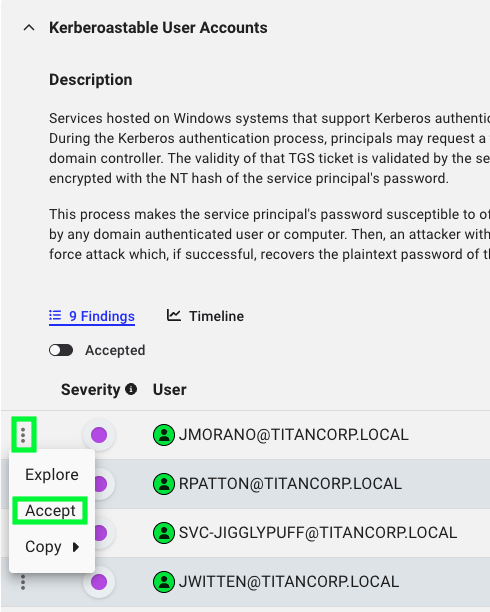 Kerberoastable User Accounts
Description
Services hosted on Windows systems that support Kerberos
During the Kerberos authentication process, principals may request a
domain controller. The validity of that TGS ticket is validated by the
encrypted with the NT hash of the service principal's password.
This process makes the service principal's password susceptible to
by any domain authenticated user or computer. Then, an attacker with
force attack which, if successful, recovers the plaintext password of
9 Findings Timeline
Accepted
Severity User
JMORANO@TITANCORP.LOCAL
Explore
RPATTON@TITANCORP.LOCAL
Accept
SVC-JIGGLYPUFF@TITANCORP.LOCAL
Copy
JWITTEN@TITANCORP.LOCAL